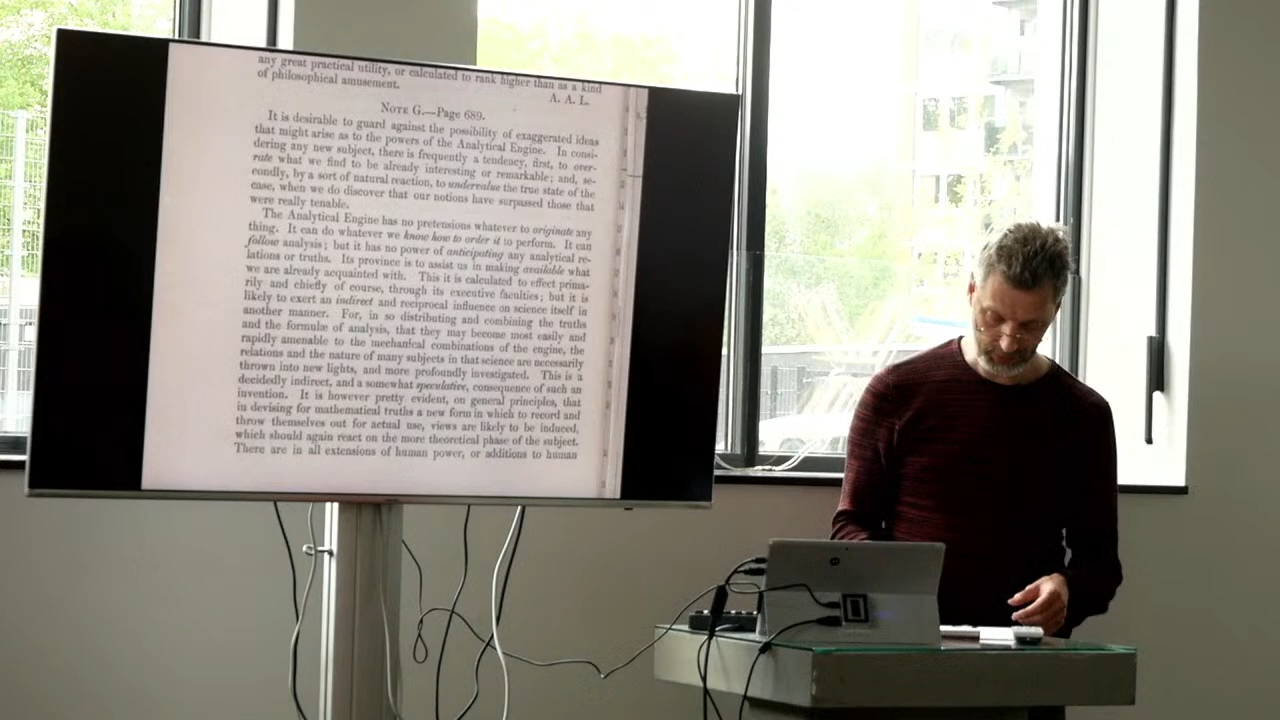 any great practical utility, or calculated to rank higher than as a kind
of philosophical amusement.
A. A. L.
NOTE G.—Page 689.
It is desirable to guard against the possibility of exaggerated ideas
that might arise as to the powers of the Analytical Engine. In consi-
dering any new subject, there is frequently a tendency, first, to over-
rate what we find to be already interesting or remarkable; and, se-
condly, by a sort of natural reaction, to undervalue the true state of the
case, when we do discover that our notions have surpassed those that
were really tenable.
The Analytical Engine has no pretensions whatever to originate any
thing. It can do whatever we know how to order it to perform. It can
follow analysis; but it has no power of anticipating any analytical re-
lations or truths. Its province is to assist us in making available what
we are already acquainted with. This it is calculated to effect prima-
rily and chiefly of course, through its executive faculties; but it is
likely to exert an indirect and reciprocal influence on science itself in
another manner. For, in so distributing and combining the truths
and the formulæ of analysis, that they may become most easily and
rapidly amenable to the mechanical combinations of the engine, the
relations and the nature of many subjects in that science are necessarily
thrown into new lights, and more profoundly investigated. This is a
decidedly indirect, and a somewhat speculative, consequence of such an
invention. It is however pretty evident, on general principles, that
in devising for mathematical truths a new form in which to record and
throw themselves out for actual use, views are likely to be induced,
which should again react on the more theoretical phase of the subject.
There are in all extensions of human power, or additions to human